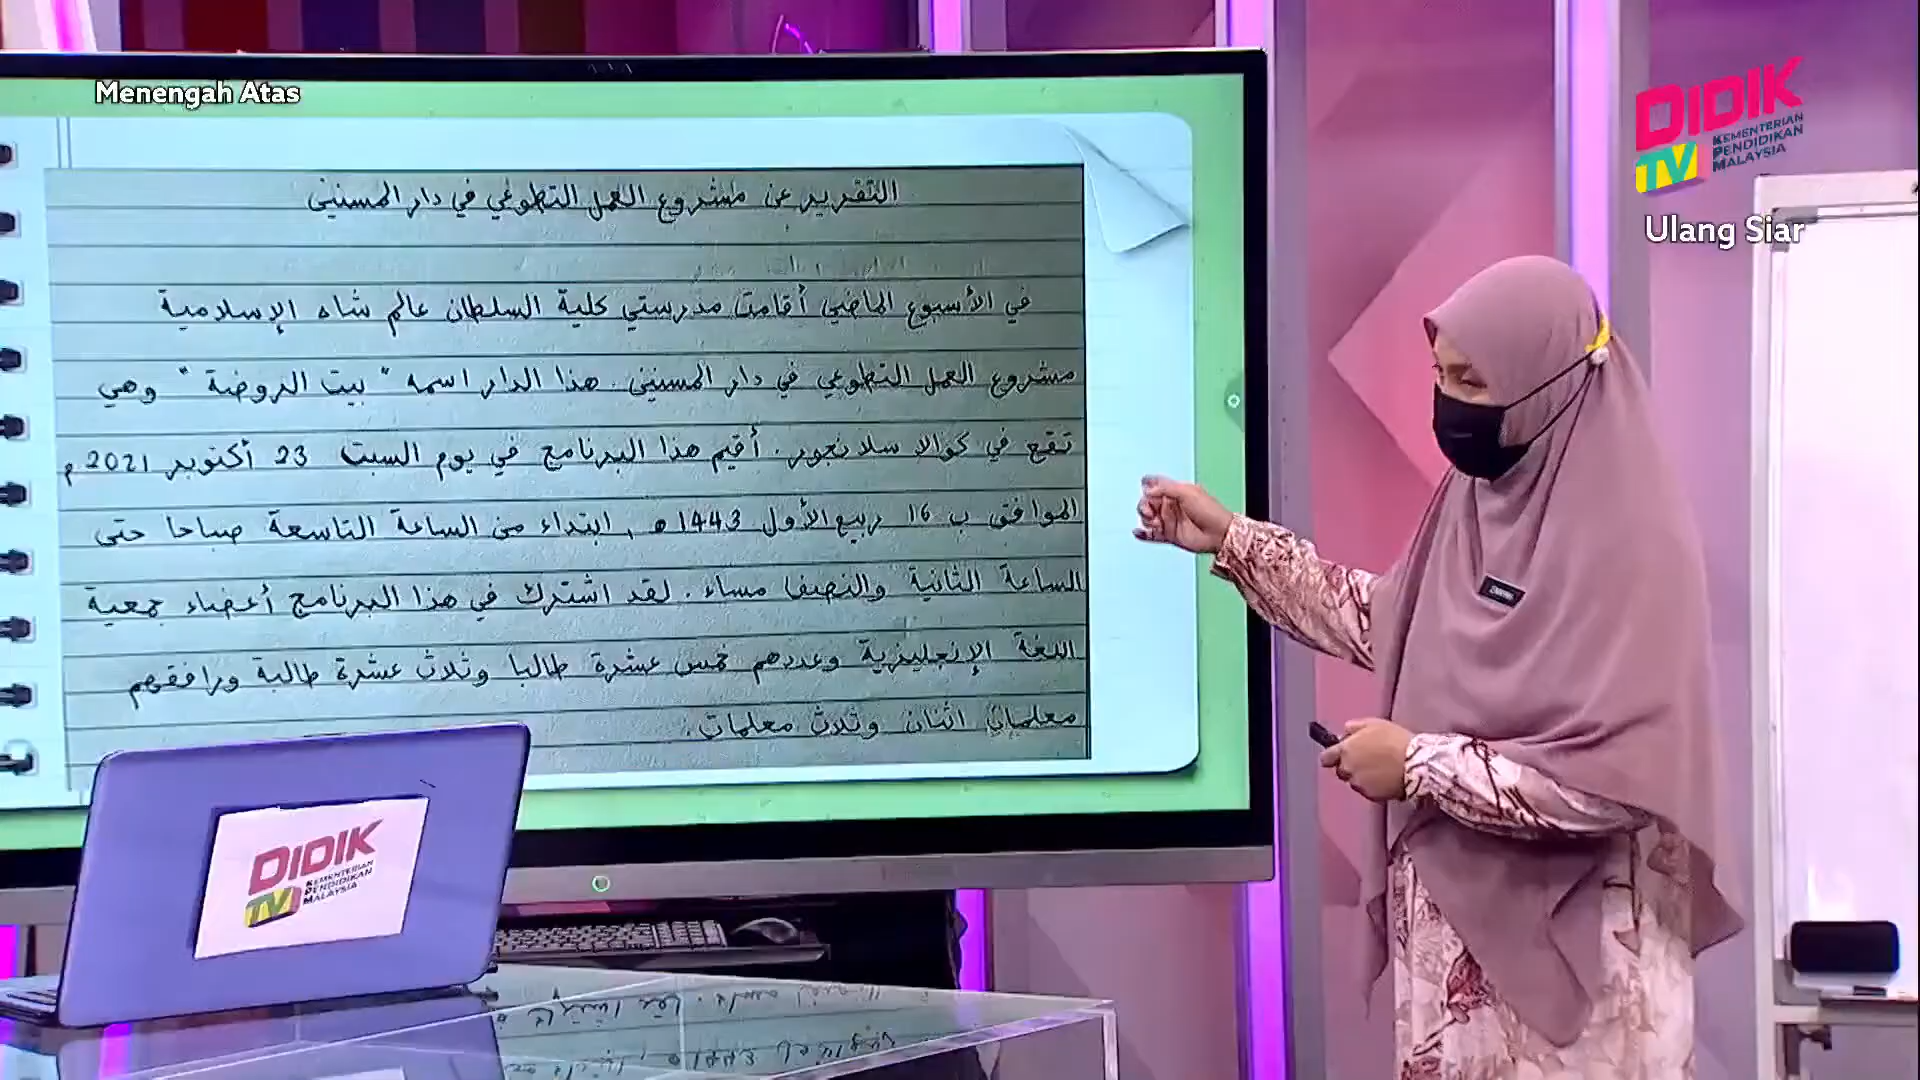 Menengah Atas
DIDIK
TV
KEMENTERIAN
PENDIDIKAN
MALAYSIA
Ulang Siar
التقرير عن مشروع العمل التطوعي في دار المسنين
في الأسبوع الماضي أقامت مدرستي كلية السلطان عالم شاه الإسلامية
مشروع العمل التطوعي في دار المسنين. هذا الدار اسمه " بيت الروضة " وهي
تقع في كوالا سلانجور. أقيم هذا البرنامج في يوم السبت 23 أكتوبر 2021 م
الموافق ب 16 ربيع الأول 1443 هـ, ابتداء من الساعة التاسعة صباحا حتى
الساعة الثانية والنصف مساء. لقد اشترك في هذا البرنامج أعضاء جمعية
اللغة الإنجليزية وعددهم خمس عشرة طالبا وثلاث عشرة طالبة ورافقهم
معلمان اثنان وثلاث معلمات.
DIDIK
TV
KEMENTERIAN
PENDIDIKAN
MALAYSIA